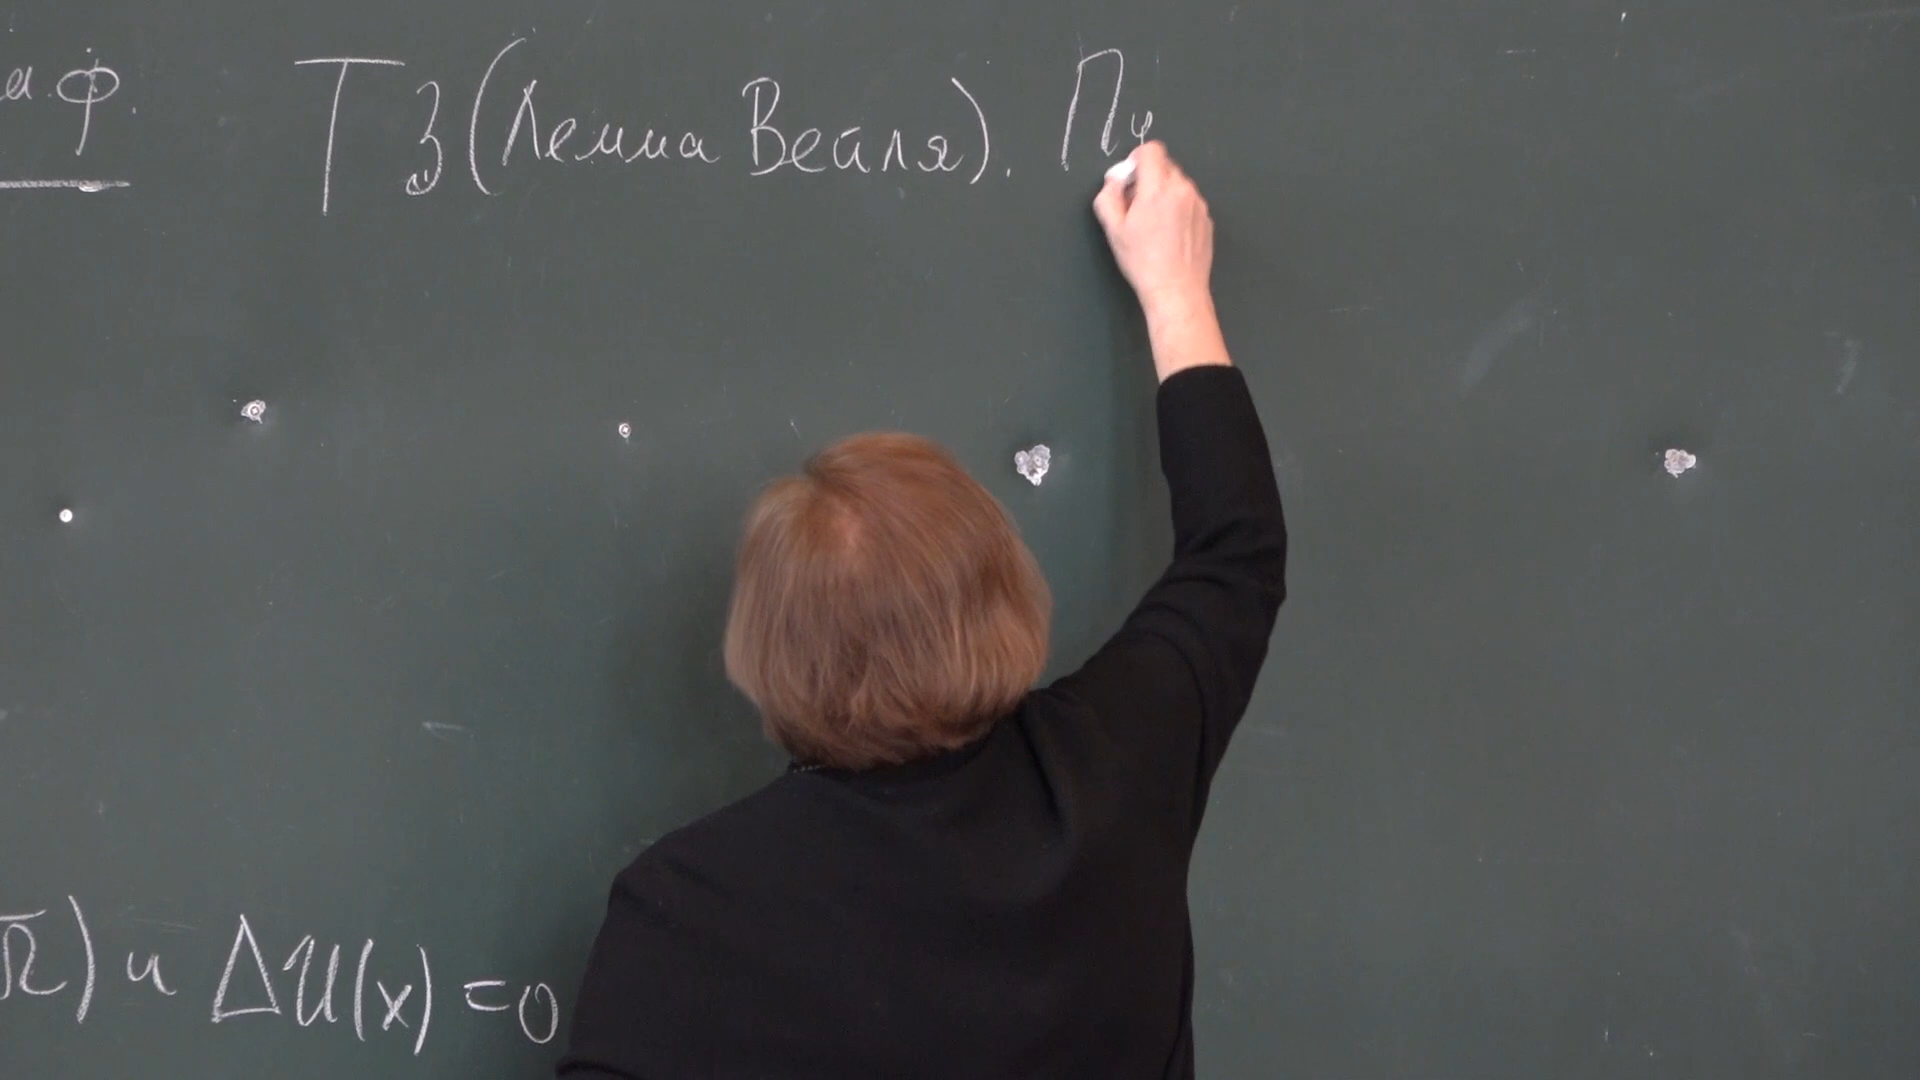 а.ф.
Т 3 (Лемма Вейля). Пу
Ω̅) и ΔU(x) = 0